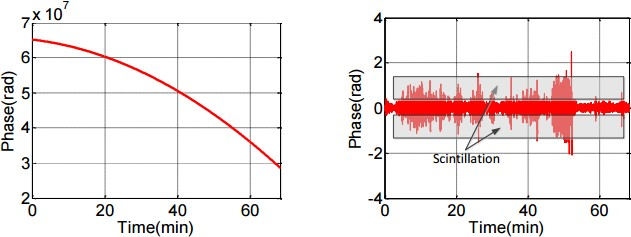 7 x 10^7
6
5
4
3
2
Phase(rad)
0 20 40 60
Time(min)
4
2
0
-2
-4
Phase(rad)
Scintillation
0 20 40 60
Time(min)